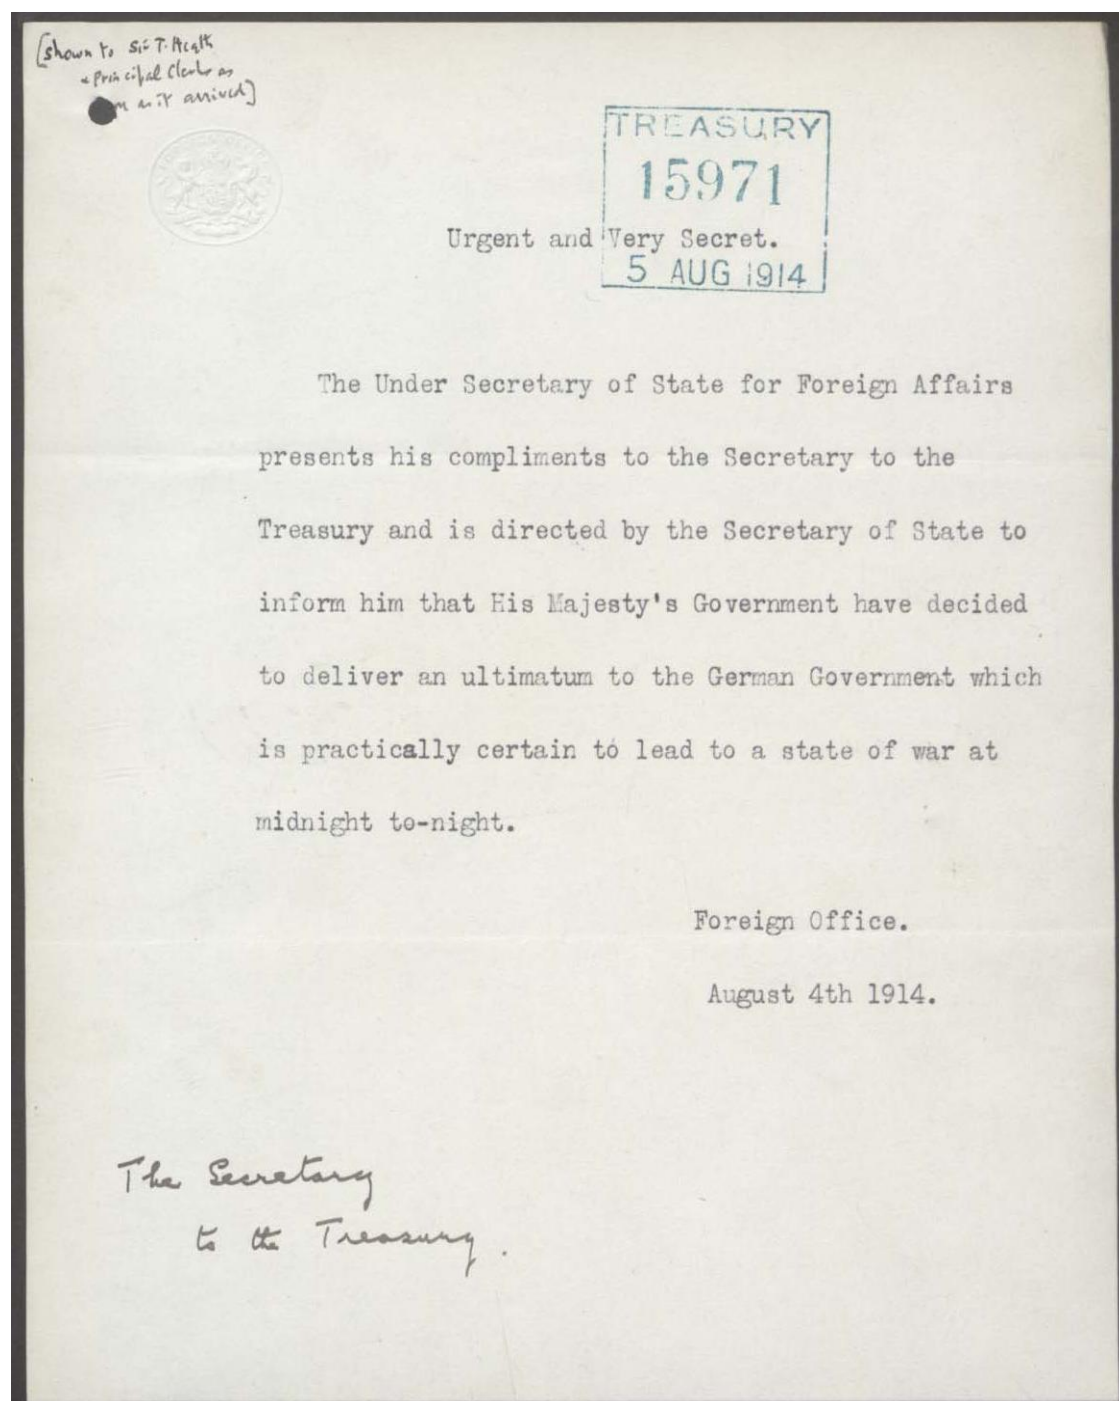 [shown to Sir T. Heath
& Principal Clerks as
as it arrived]
TREASURY
15971
Urgent and Very Secret.
5 AUG 1914
The Under Secretary of State for Foreign Affairs
presents his compliments to the Secretary to the
Treasury and is directed by the Secretary of State to
inform him that His Majesty's Government have decided
to deliver an ultimatum to the German Government which
is practically certain to lead to a state of war at
midnight to-night.
Foreign Office.
August 4th 1914.
The Secretary
to the Treasury.